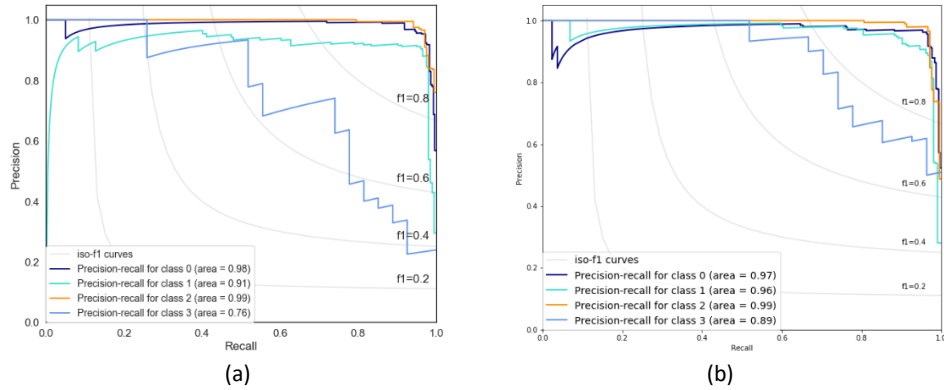 1.0
0.8
0.6
0.4
0.2
0.0
Precision
f1=0.8
f1=0.6
f1=0.4
f1=0.2
iso-f1 curves
Precision-recall for class 0 (area = 0.98)
Precision-recall for class 1 (area = 0.91)
Precision-recall for class 2 (area = 0.99)
Precision-recall for class 3 (area = 0.76)
0.0 0.2 0.4 0.6 0.8 1.0
Recall
(a)
1.0
0.8
0.6
0.4
0.2
0.0
Precision
f1=0.8
f1=0.6
f1=0.4
f1=0.2
iso-f1 curves
Precision-recall for class 0 (area = 0.97)
Precision-recall for class 1 (area = 0.96)
Precision-recall for class 2 (area = 0.99)
Precision-recall for class 3 (area = 0.89)
0.0 0.2 0.4 0.6 0.8 1.0
Recall
(b)